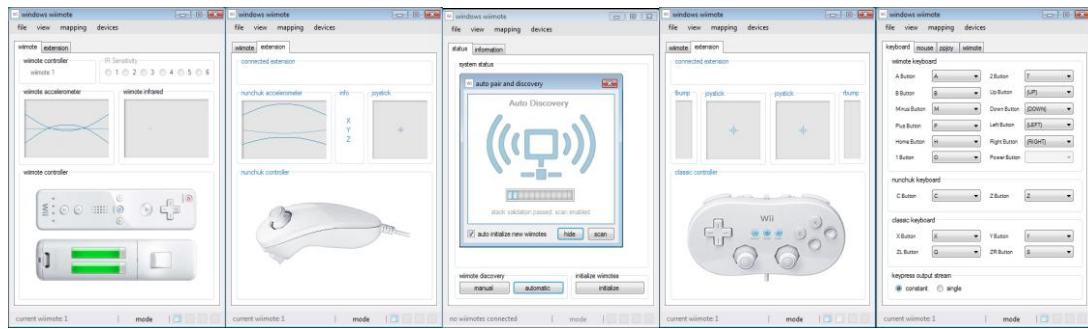 windows wiimote
file view mapping devices
wiimote extension
wiimote controller
wiimote 1
IR Sensitivity
1 2 3 4 5 6
wiimote accelerometer
wiimote infrared
wiimote controller
Wii
current wiimote: 1
mode
windows wiimote
file view mapping devices
wiimote extension
connected extension
nunchuk accelerometer
info
joystick
X
Y
Z
nunchuk controller
current wiimote: 1
mode
windows wiimote
file view mapping devices
status information
system status
auto pair and discovery
Auto Discovery
stack validation passed. scan enabled
auto initialize new wiimotes
hide
scan
wiimote discovery
manual
automatic
initialize wiimotes
initialize
no wiimotes connected
mode
windows wiimote
file view mapping devices
wiimote extension
connected extension
lbump
joystick
joystick
rbump
classic controller
Wii
current wiimote: 1
mode
windows wiimote
file view mapping devices
keyboard mouse ppjoy wiimote
wiimote keyboard
A Button A 2 Button T
B Button B Up Button {UP}
Minus Button M Down Button {DOWN}
Plus Button P Left Button {LEFT}
Home Button H Right Button {RIGHT}
1 Button O Power Button
nunchuk keyboard
C Button C Z Button Z
classic keyboard
X Button X Y Button Y
ZL Button Q ZR Button S
keypress output stream
constant single
current wiimote: 1
mode